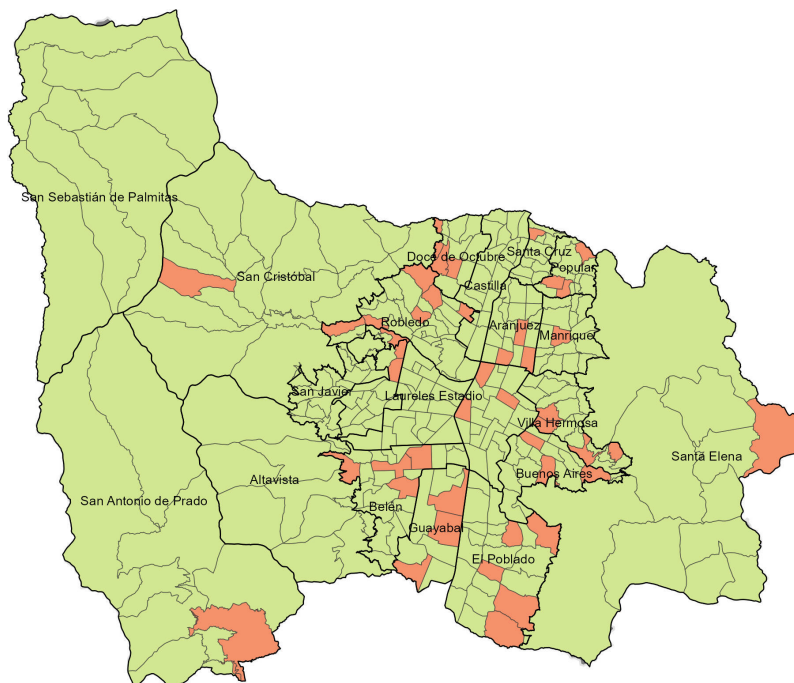 San Sebastián de Palmitas
San Cristóbal
Doce de Octubre
Santa Cruz
Popular
Castilla
Robledo
Aranjuez
Manrique
San Javier
Laureles Estadio
Villa Hermosa
Santa Elena
Buenos Aires
Altavista
San Antonio de Prado
Belén
Guayabal
El Poblado